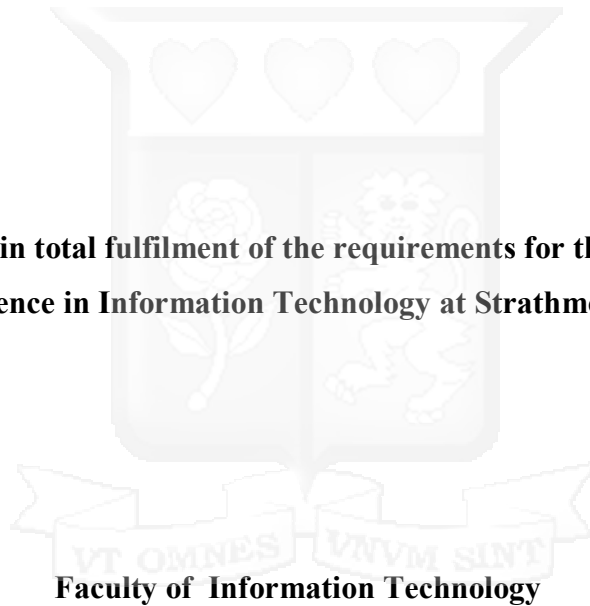 in total fulfilment of the requirements for th
ence in Information Technology at Strathm
VT OMNES VNVM SINT
Faculty of Information Technology